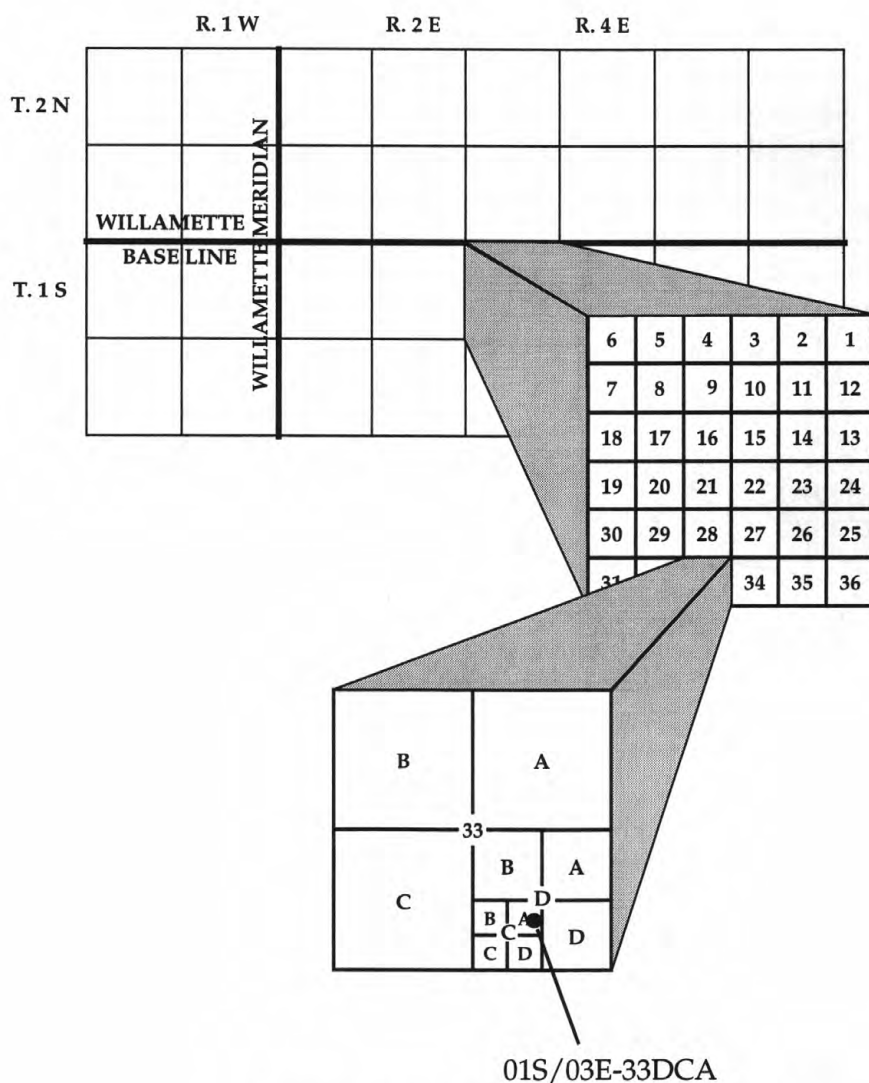 R. 1 W R. 2 E R. 4 E
T. 2 N
WILLAMETTE MERIDIAN
WILLAMETTE
BASE LINE
T. 1 S
6 5 4 3 2 1
7 8 9 10 11 12
18 17 16 15 14 13
19 20 21 22 23 24
30 29 28 27 26 25
31 34 35 36
B A
33
B A
C D
B A
C D
C D
01S/03E-33DCA